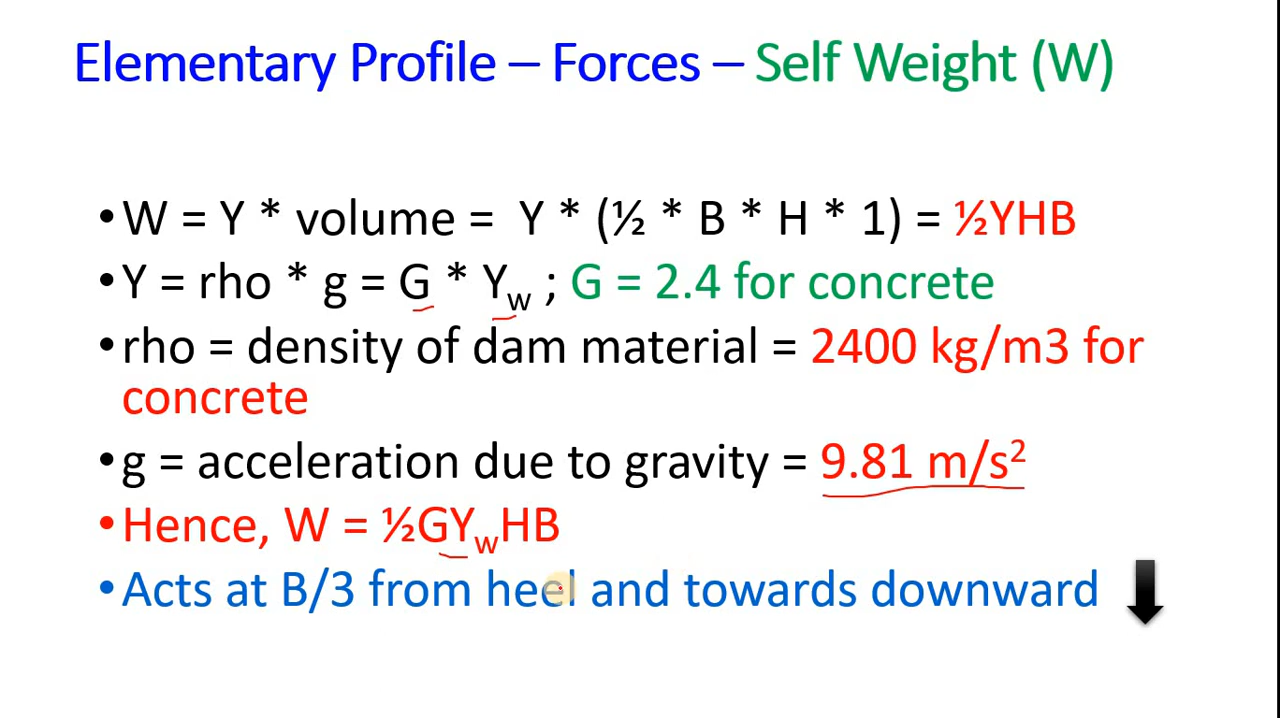 Elementary Profile – Forces – Self Weight (W)
•W = Y * volume = Y * (½ * B * H * 1) = ½YHB
•Y = rho * g = G * Yw ; G = 2.4 for concrete
•rho = density of dam material = 2400 kg/m3 for
concrete
•g = acceleration due to gravity = 9.81 m/s²
•Hence, W = ½GYwHB
•Acts at B/3 from heel and towards downward